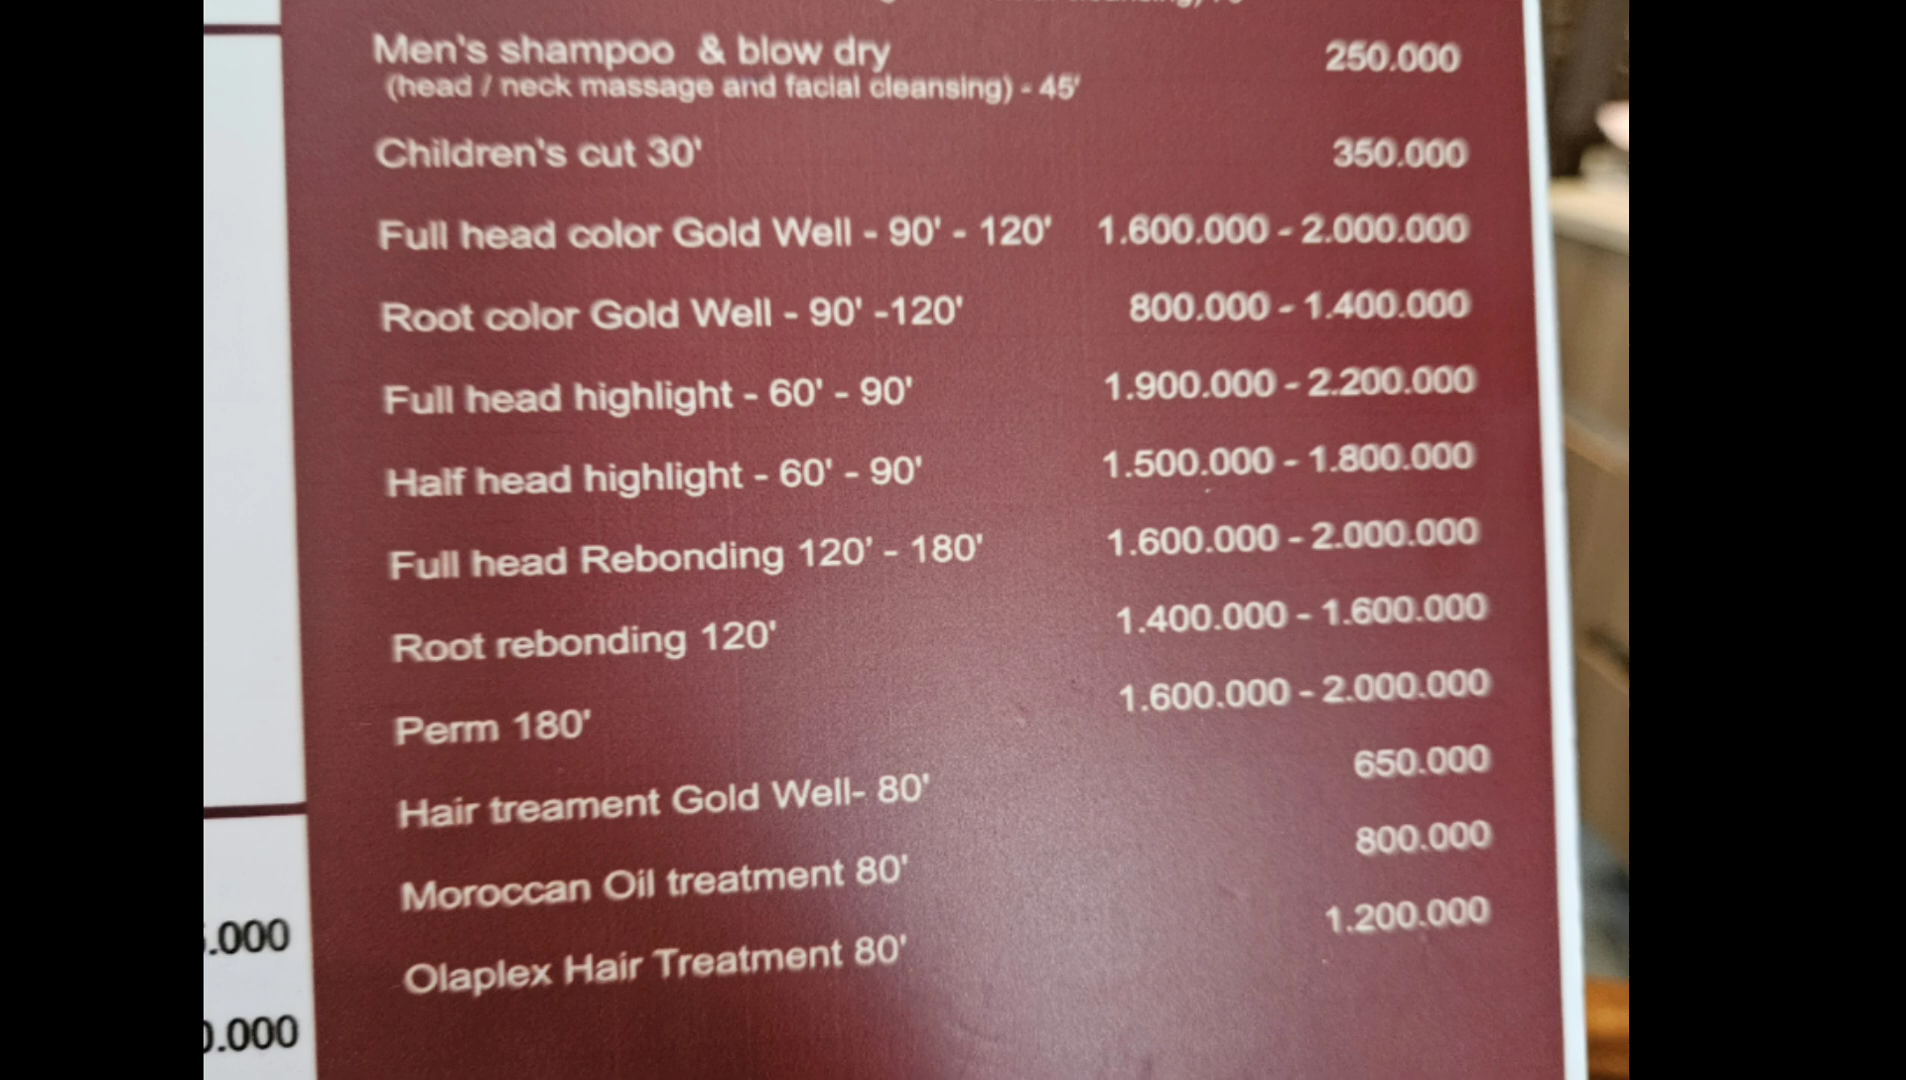 Men's shampoo & blow dry 250.000
(head / neck massage and facial cleansing) - 45'
Children's cut 30' 350.000
Full head color Gold Well - 90' - 120' 1.600.000 - 2.000.000
Root color Gold Well - 90' -120' 800.000 - 1.400.000
Full head highlight - 60' - 90' 1.900.000 - 2.200.000
Half head highlight - 60' - 90' 1.500.000 - 1.800.000
Full head Rebonding 120' - 180' 1.600.000 - 2.000.000
Root rebonding 120' 1.400.000 - 1.600.000
Perm 180' 1.600.000 - 2.000.000
Hair treament Gold Well- 80' 650.000
Moroccan Oil treatment 80' 800.000
Olaplex Hair Treatment 80' 1.200.000
.000
.000